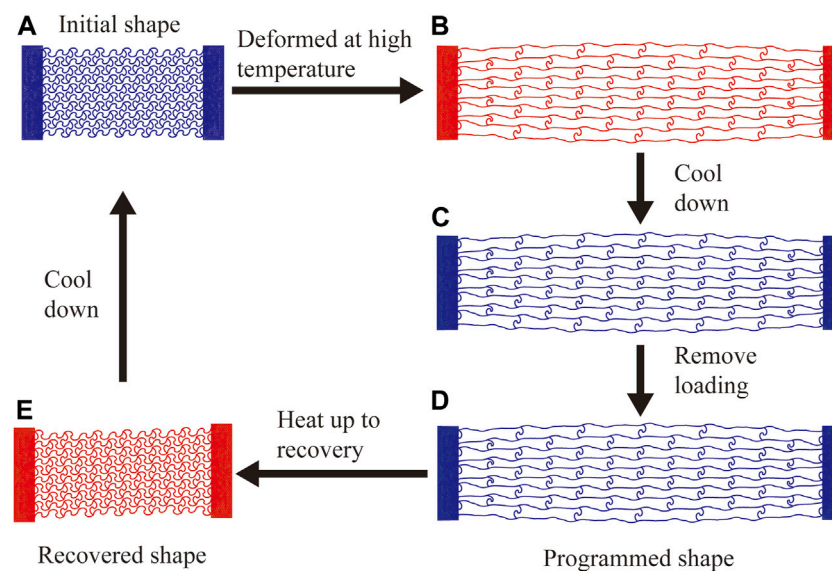 A
Initial shape
Deformed at high
temperature
B
Cool
down
C
Remove
loading
D
Programmed shape
Heat up to
recovery
E
Recovered shape
Cool
down